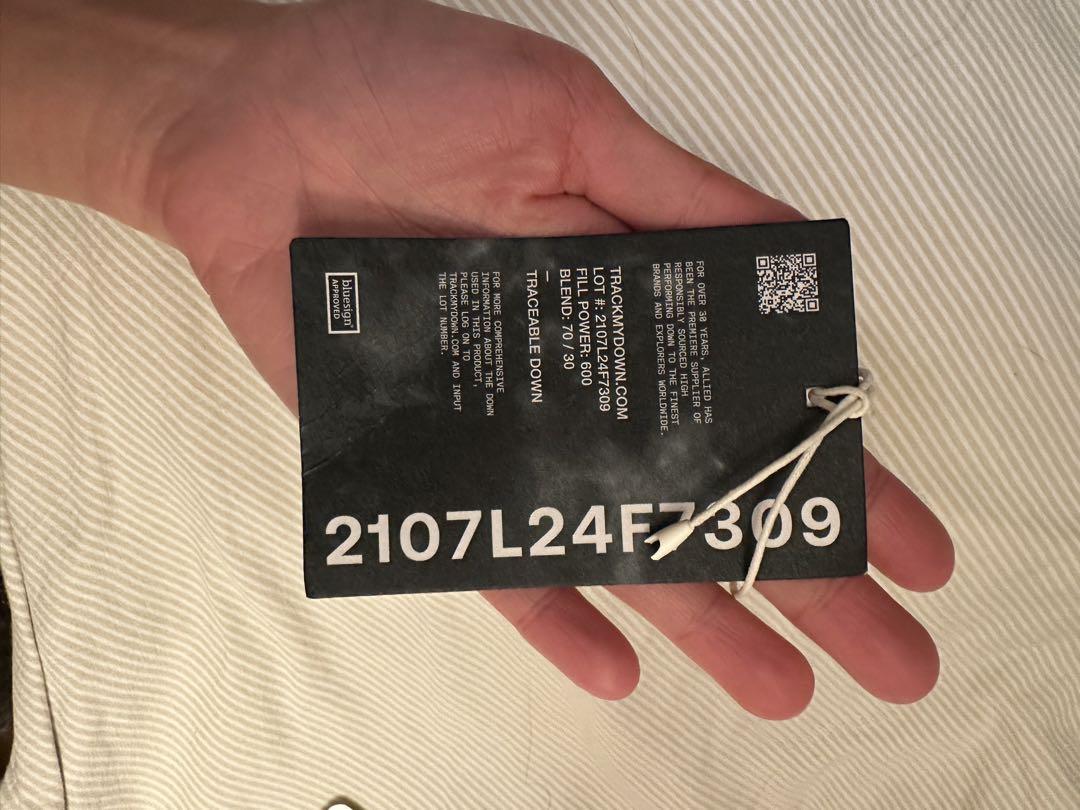 FOR OVER 30 YEARS, ALLIED HAS
BEEN THE PREMIERE SUPPLIER OF
RESPONSIBLY SOURCED HIGH
PERFORMING DOWN TO THE FINEST
BRANDS AND EXPLORERS WORLDWIDE.
TRACKMYDOWN.COM
LOT #: 2107L24F7309
FILL POWER: 600
BLEND: 70 / 30
—
TRACEABLE DOWN
FOR MORE COMPREHENSIVE
INFORMATION ABOUT THE DOWN
USED IN THIS PRODUCT,
PLEASE LOG ON TO
TRACKMYDOWN.COM AND INPUT
THE LOT NUMBER.
bluesign®
APPROVED
2107L24F7309